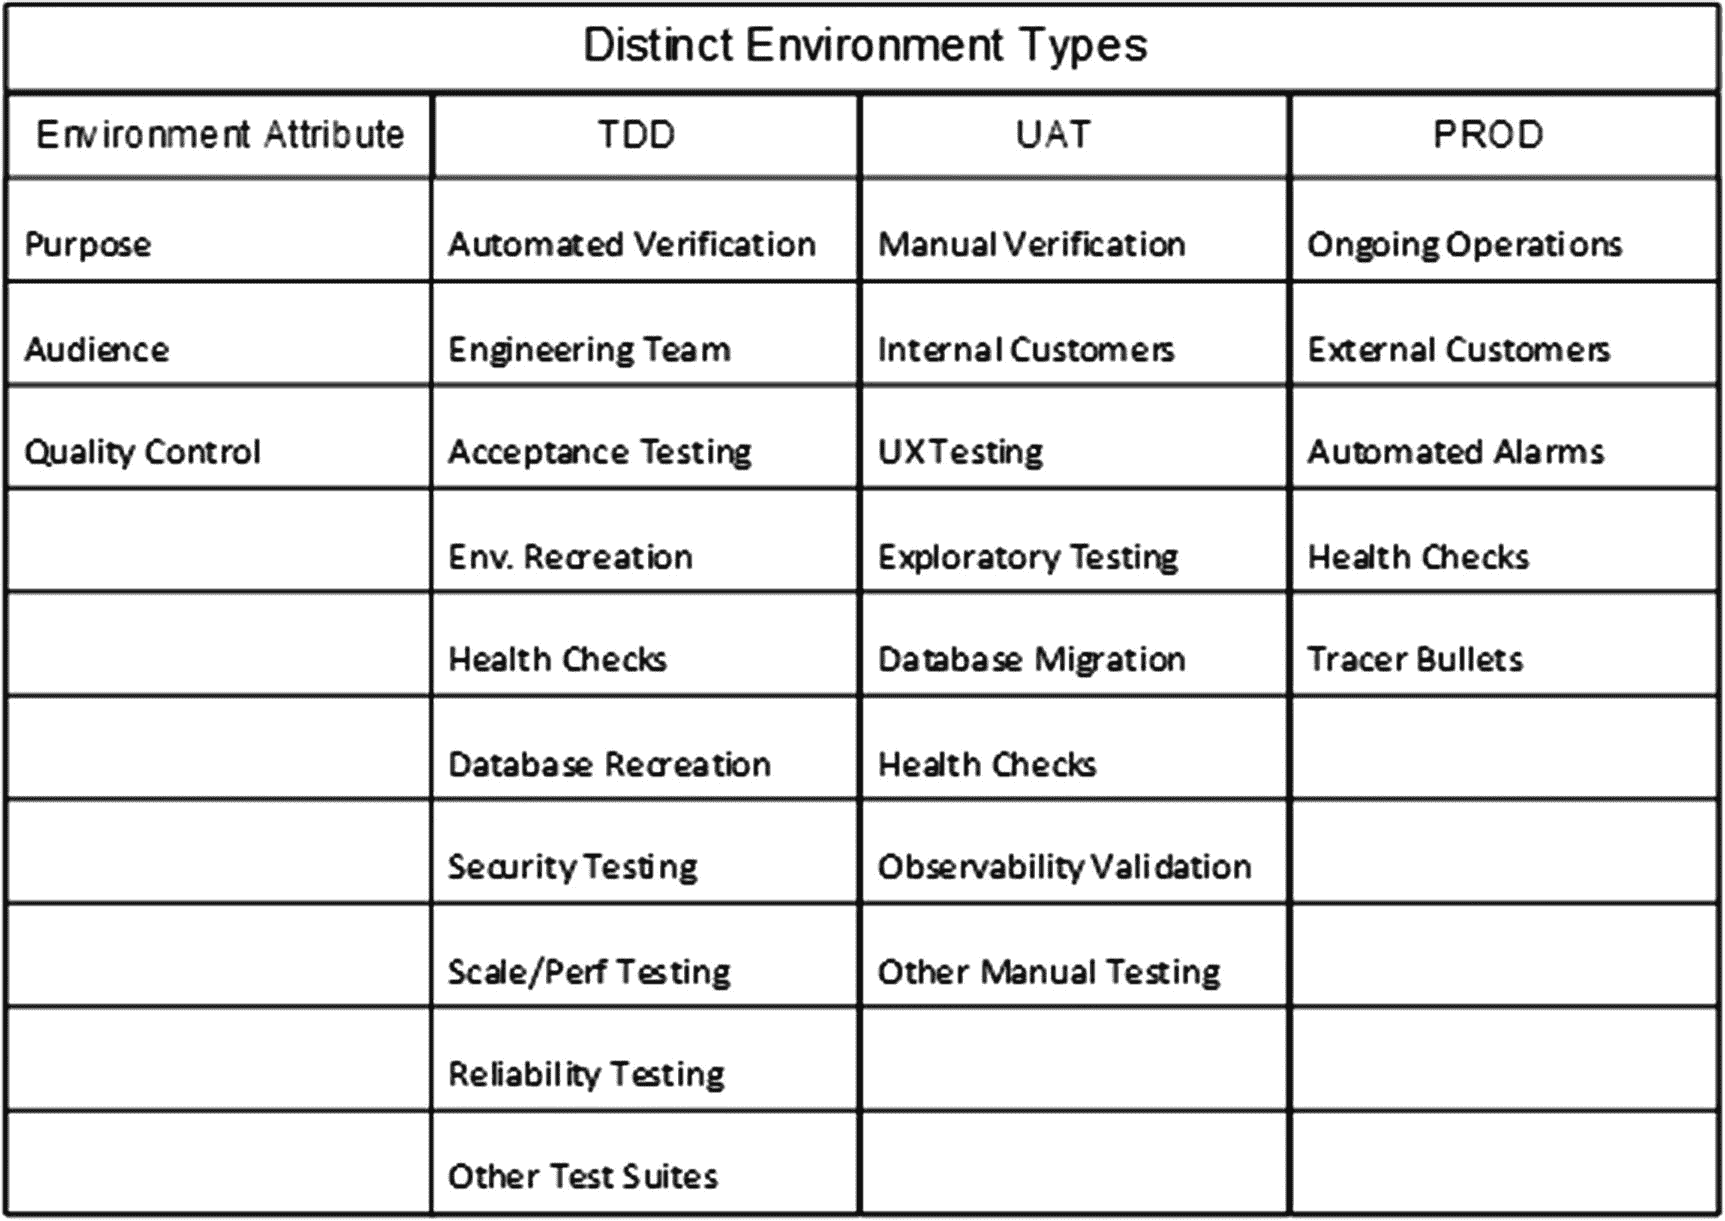 Distinct Environment Types
Environment Attribute TDD UAT PROD
Purpose Automated Verification Manual Verification Ongoing Operations
Audience Engineering Team Internal Customers External Customers
Quality Control Acceptance Testing UX Testing Automated Alarms
Env. Recreation Exploratory Testing Health Checks
Health Checks Database Migration Tracer Bullets
Database Recreation Health Checks
Security Testing Observability Validation
Scale/Perf Testing Other Manual Testing
Reliability Testing
Other Test Suites